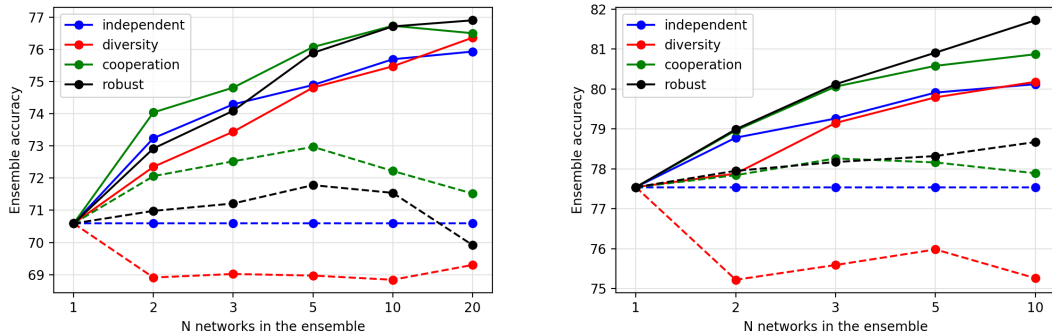 77
76
75
74
73
72
71
70
69
Ensemble accuracy
independent
diversity
cooperation
robust
1 2 3 5 10 20
N networks in the ensemble
82
81
80
79
78
77
76
75
Ensemble accuracy
independent
diversity
cooperation
robust
1 2 3 5 10
N networks in the ensemble